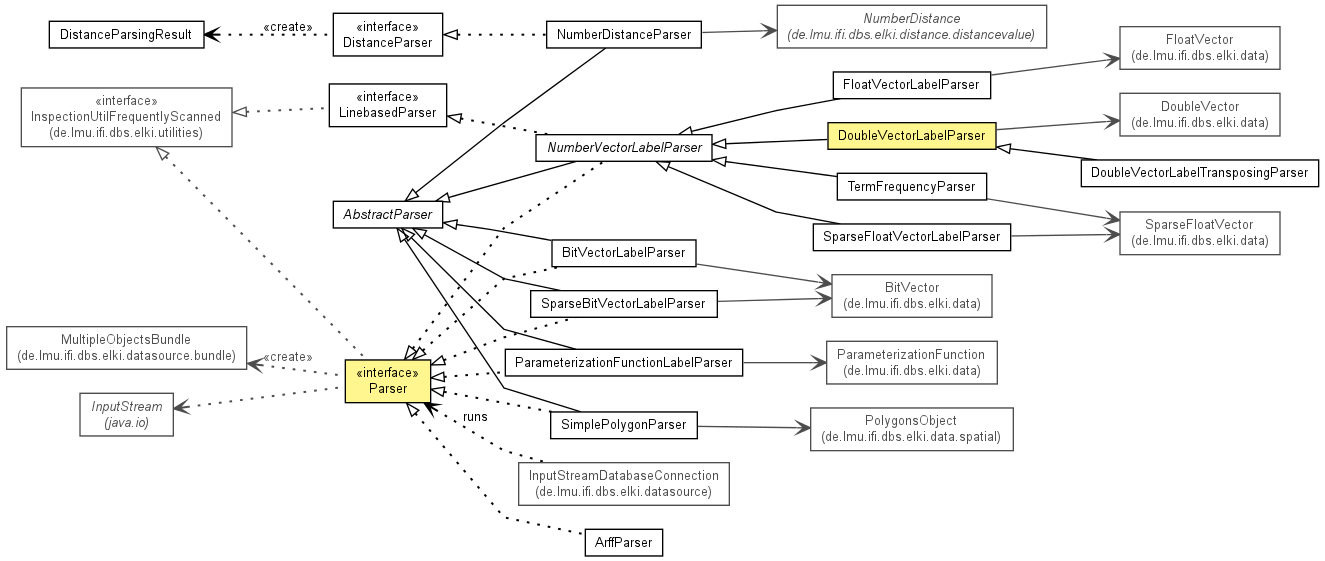 DistanceParsingResult
«create»
«interface»
DistanceParser
NumberDistanceParser
NumberDistance
(de.lmu.ifi.dbs.elki.distance.distancevalue)
FloatVector
(de.lmu.ifi.dbs.elki.data)
«interface»
InspectionUtilFrequentlyScanned
(de.lmu.ifi.dbs.elki.utilities)
«interface»
LinebasedParser
FloatVectorLabelParser
DoubleVector
(de.lmu.ifi.dbs.elki.data)
NumberVectorLabelParser
DoubleVectorLabelParser
DoubleVectorLabelTransposingParser
TermFrequencyParser
AbstractParser
SparseFloatVectorLabelParser
SparseFloatVector
(de.lmu.ifi.dbs.elki.data)
BitVectorLabelParser
SparseBitVectorLabelParser
BitVector
(de.lmu.ifi.dbs.elki.data)
MultipleObjectsBundle
(de.lmu.ifi.dbs.elki.datasource.bundle)
«create»
«interface»
Parser
ParameterizationFunctionLabelParser
ParameterizationFunction
(de.lmu.ifi.dbs.elki.data)
InputStream
(java.io)
runs
SimplePolygonParser
PolygonsObject
(de.lmu.ifi.dbs.elki.data.spatial)
InputStreamDatabaseConnection
(de.lmu.ifi.dbs.elki.datasource)
ArffParser